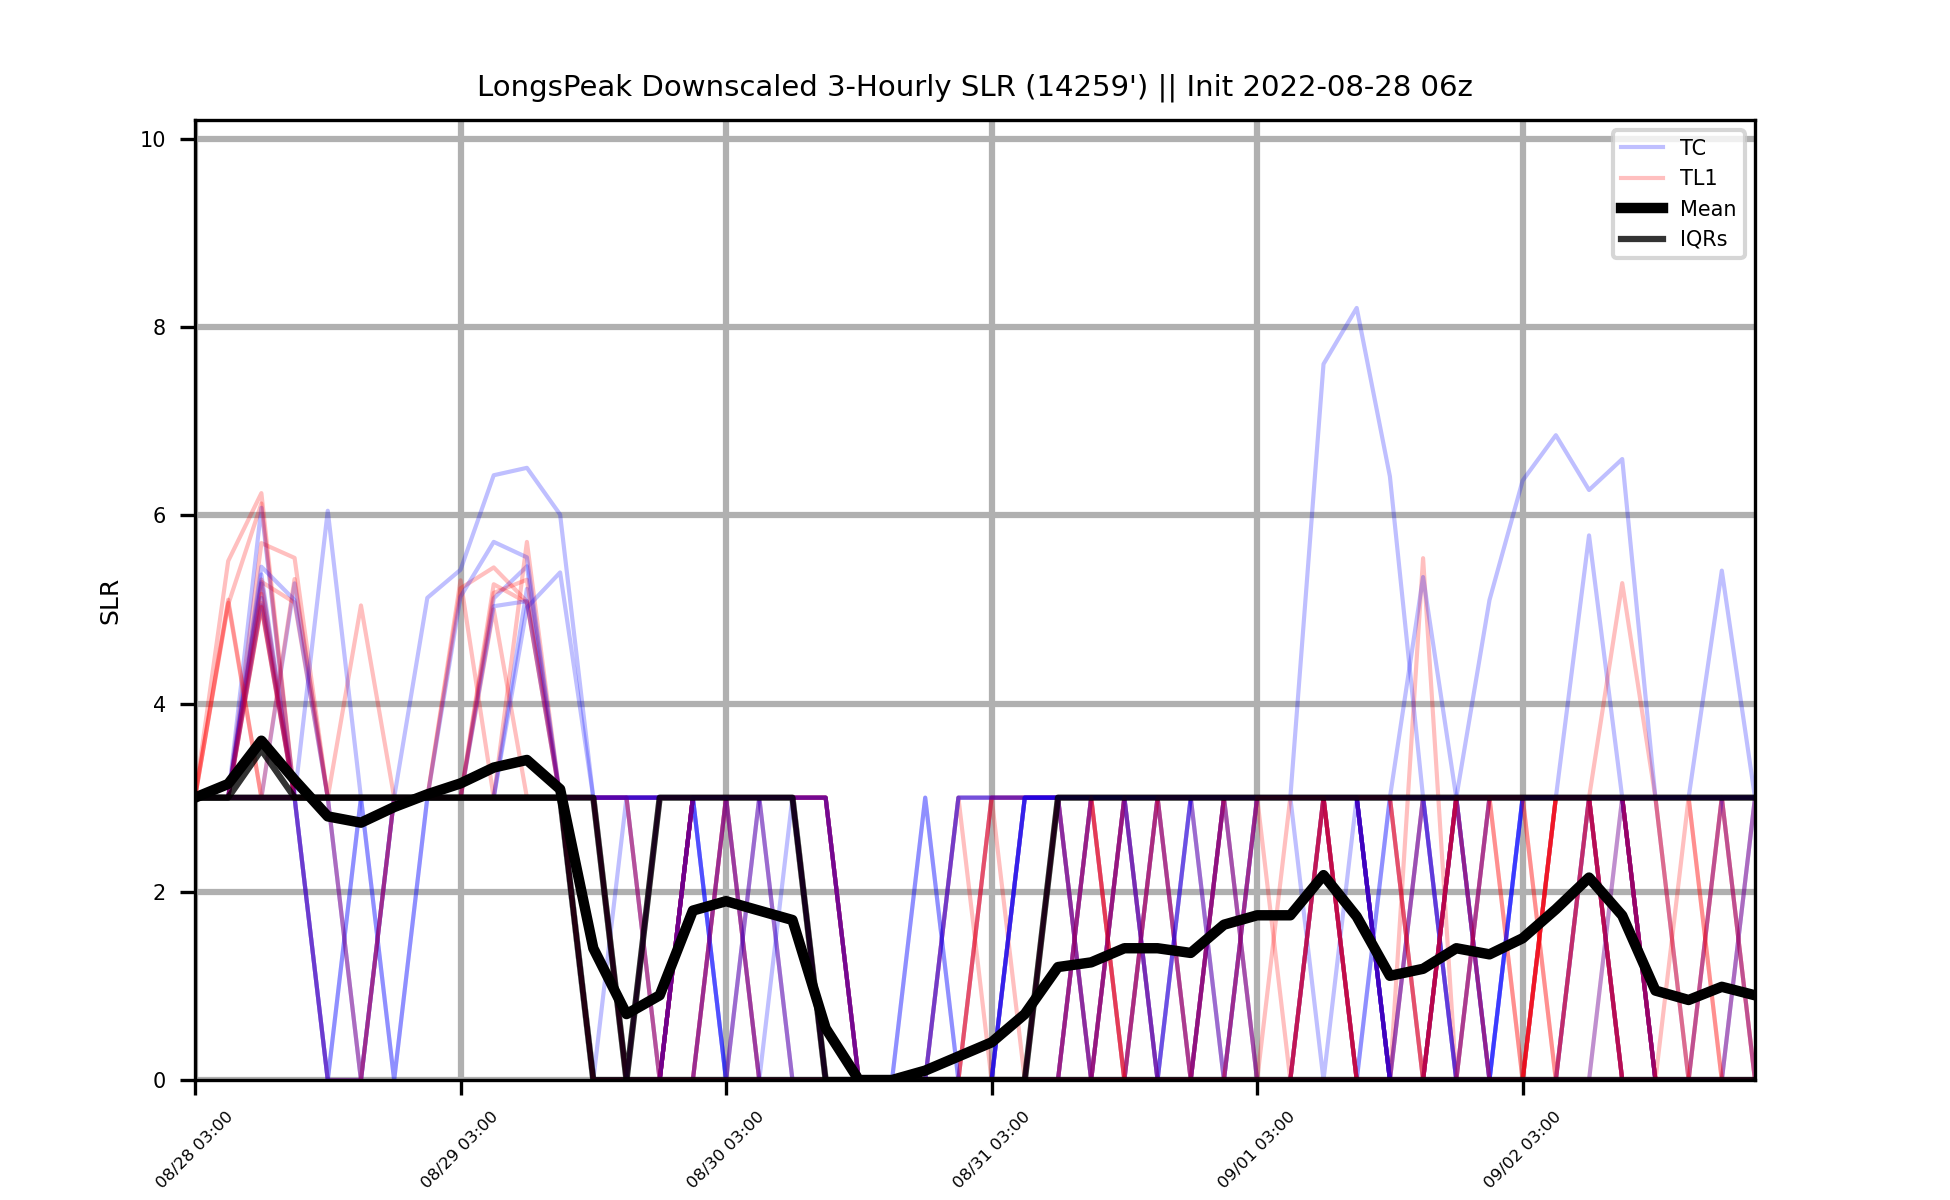 LongsPeak Downscaled 3-Hourly SLR (14259') || Init 2022-08-28 06z
TC
TL1
Mean
IQRs
SLR
10
8
6
4
2
0
08/28 03:00
08/29 03:00
08/30 03:00
08/31 03:00
09/01 03:00
09/02 03:00